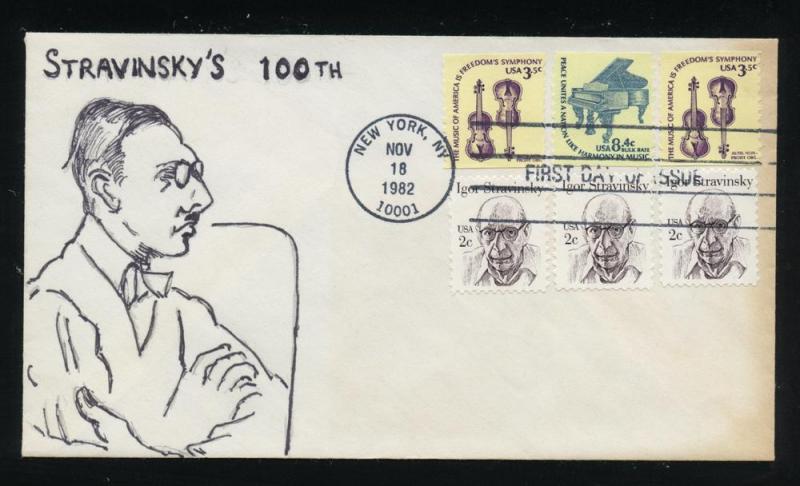 STRAVINSKY'S 100TH
NEW YORK, NY
NOV
18
1982
10001
FIRST DAY OF ISSUE
THE MUSIC OF AMERICA IS FREEDOM'S SYMPHONY
USA 3.5c
PEACE UNITES A NATION LIKE HARMONY IN MUSIC
USA 8.4c
BULK RATE
THE MUSIC OF AMERICA IS FREEDOM'S SYMPHONY
USA 3.5c
Igor Stravinsky
USA
2c
Igor Stravinsky
USA
2c
Igor Stravinsky
USA
2c